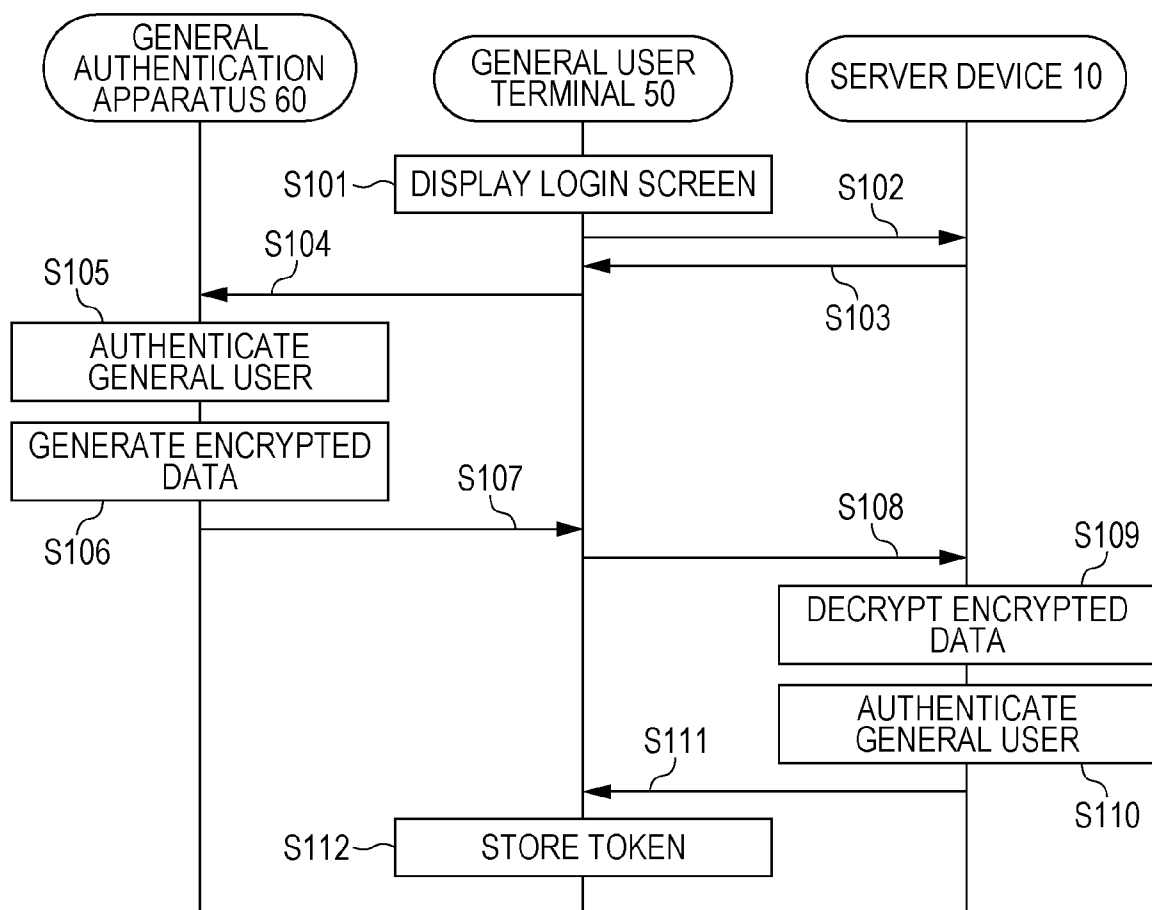 GENERAL
AUTHENTICATION
APPARATUS 60
GENERAL USER
TERMINAL 50
SERVER DEVICE 10
S101
DISPLAY LOGIN SCREEN
S102
S103
S104
S105
AUTHENTICATE
GENERAL USER
GENERATE ENCRYPTED
DATA
S106
S107
S108
S109
DECRYPT ENCRYPTED
DATA
AUTHENTICATE
GENERAL USER
S110
S111
S112
STORE TOKEN